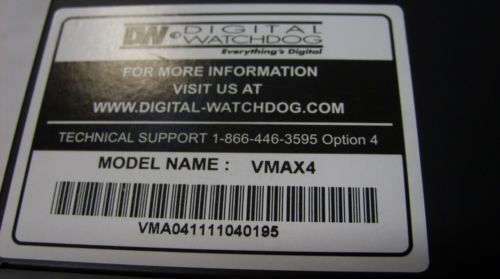 DW DIGITAL
WATCHDOG
Everything's Digital
FOR MORE INFORMATION
VISIT US AT
WWW.DIGITAL-WATCHDOG.COM
TECHNICAL SUPPORT 1-866-446-3595 Option 4
MODEL NAME : VMAX4
VMA041111040195